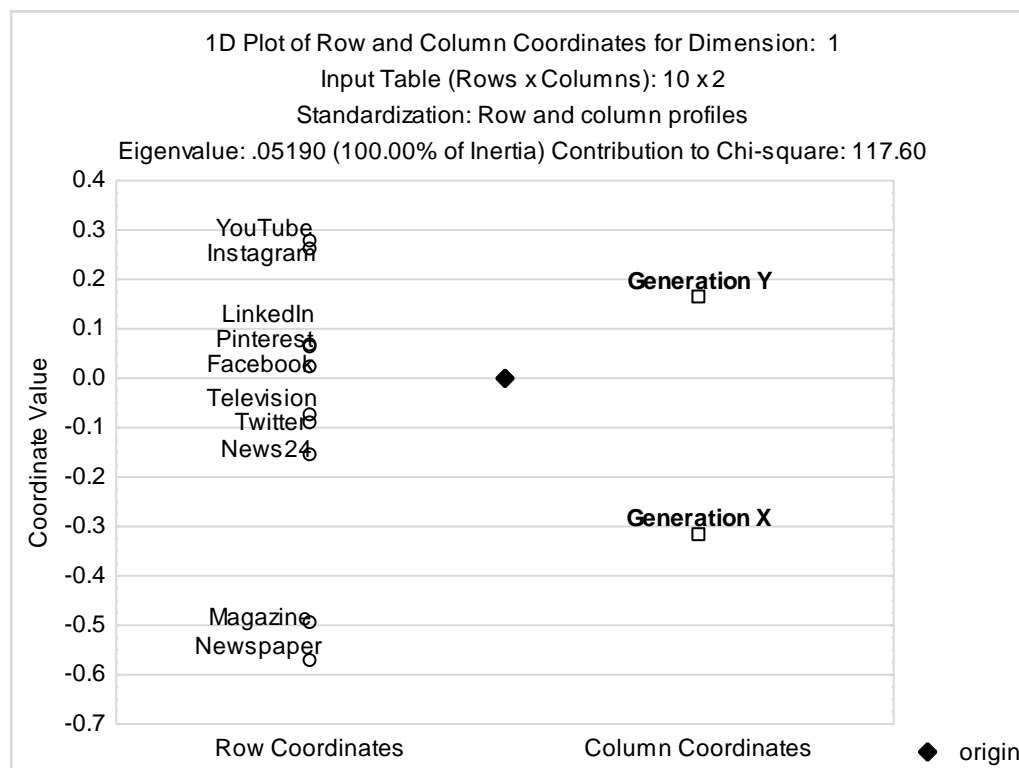 1D Plot of Row and Column Coordinates for Dimension: 1
Input Table (Rows x Columns): 10 x 2
Standardization: Row and column profiles
Eigenvalue: .05190 (100.00% of Inertia) Contribution to Chi-square: 117.60
Coordinate Value
0.4
0.3
0.2
0.1
0.0
-0.1
-0.2
-0.3
-0.4
-0.5
-0.6
-0.7
YouTube
Instagram
LinkedIn
Pinterest
Facebook
Television
Twitter
News24
Magazine
Newspaper
Generation Y
Generation X
Row Coordinates
Column Coordinates
origin